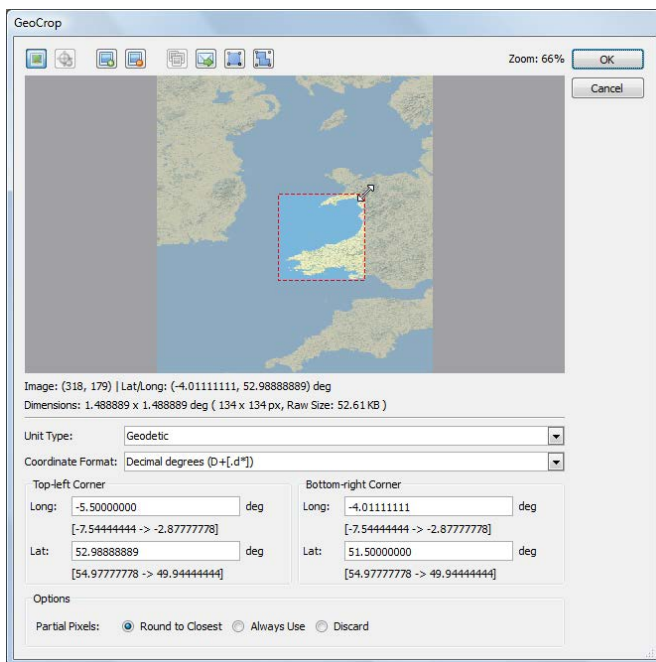 GeoCrop
Zoom: 66%
OK
Cancel
Image: (318, 179) | Lat/Long: (-4.01111111, 52.98888889) deg
Dimensions: 1.488889 x 1.488889 deg ( 134 x 134 px, Raw Size: 52.61 KB )
Unit Type: Geodetic
Coordinate Format: Decimal degrees (D+[.d*])
Top-left Corner
Long: -5.50000000 deg
[-7.54444444 -> -2.87777778]
Lat: 52.98888889 deg
[54.97777778 -> 49.94444444]
Bottom-right Corner
Long: -4.01111111 deg
[-7.54444444 -> -2.87777778]
Lat: 51.50000000 deg
[54.97777778 -> 49.94444444]
Options
Partial Pixels: Round to Closest Always Use Discard